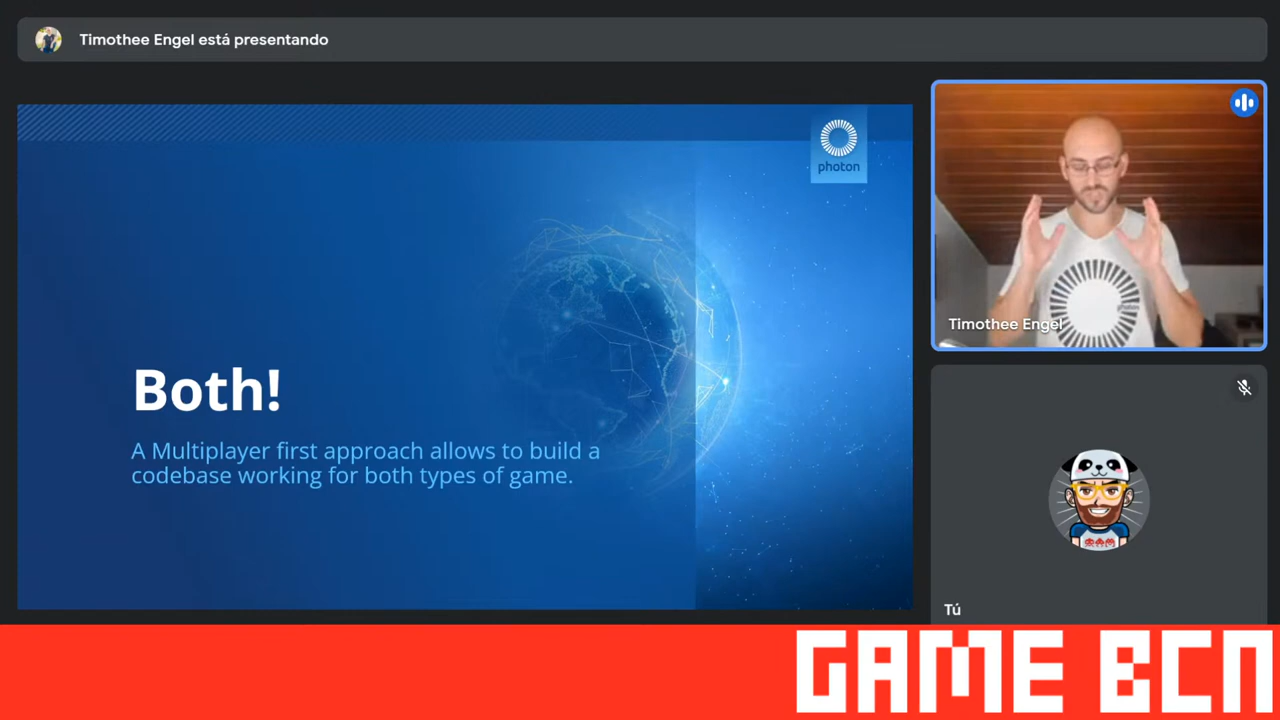 Timothee Engel está presentando
photon
Both!
A Multiplayer first approach allows to build a
codebase working for both types of game.
photon
Timothee Engel
Tú
GAME BCN